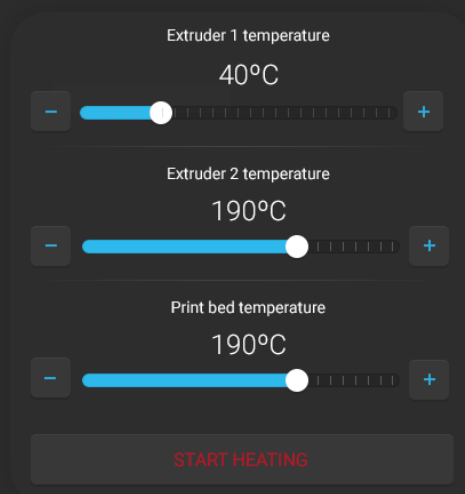 Extruder 1 temperature
40ºC
− +
Extruder 2 temperature
190ºC
− +
Print bed temperature
190ºC
− +
START HEATING